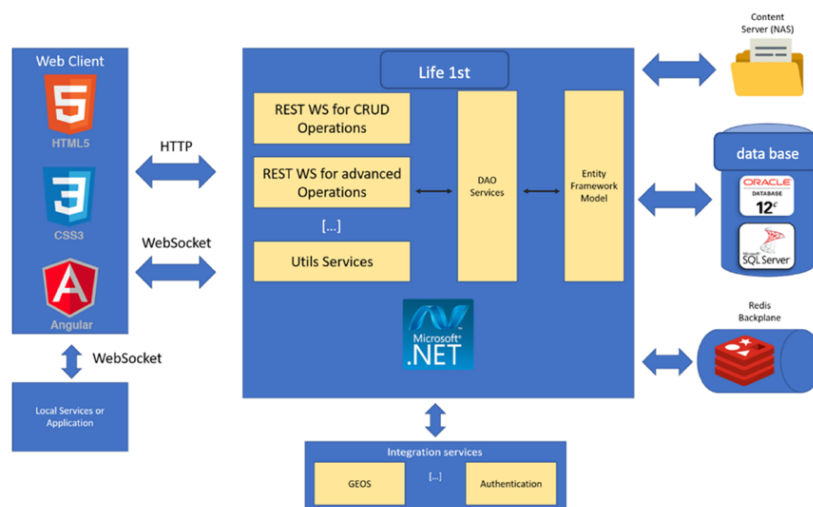 Web Client
HTML5
CSS3
Angular
HTTP
WebSocket
WebSocket
Local Services or
Application
Life 1st
REST WS for CRUD
Operations
REST WS for advanced
Operations
[...]
Utils Services
DAO
Services
Entity
Framework
Model
Microsoft®
.NET
Content
Server (NAS)
data base
ORACLE
DATABASE
12c
Microsoft
SQL Server
Redis
Backplane
Integration services
GEOS
[...]
Authentication